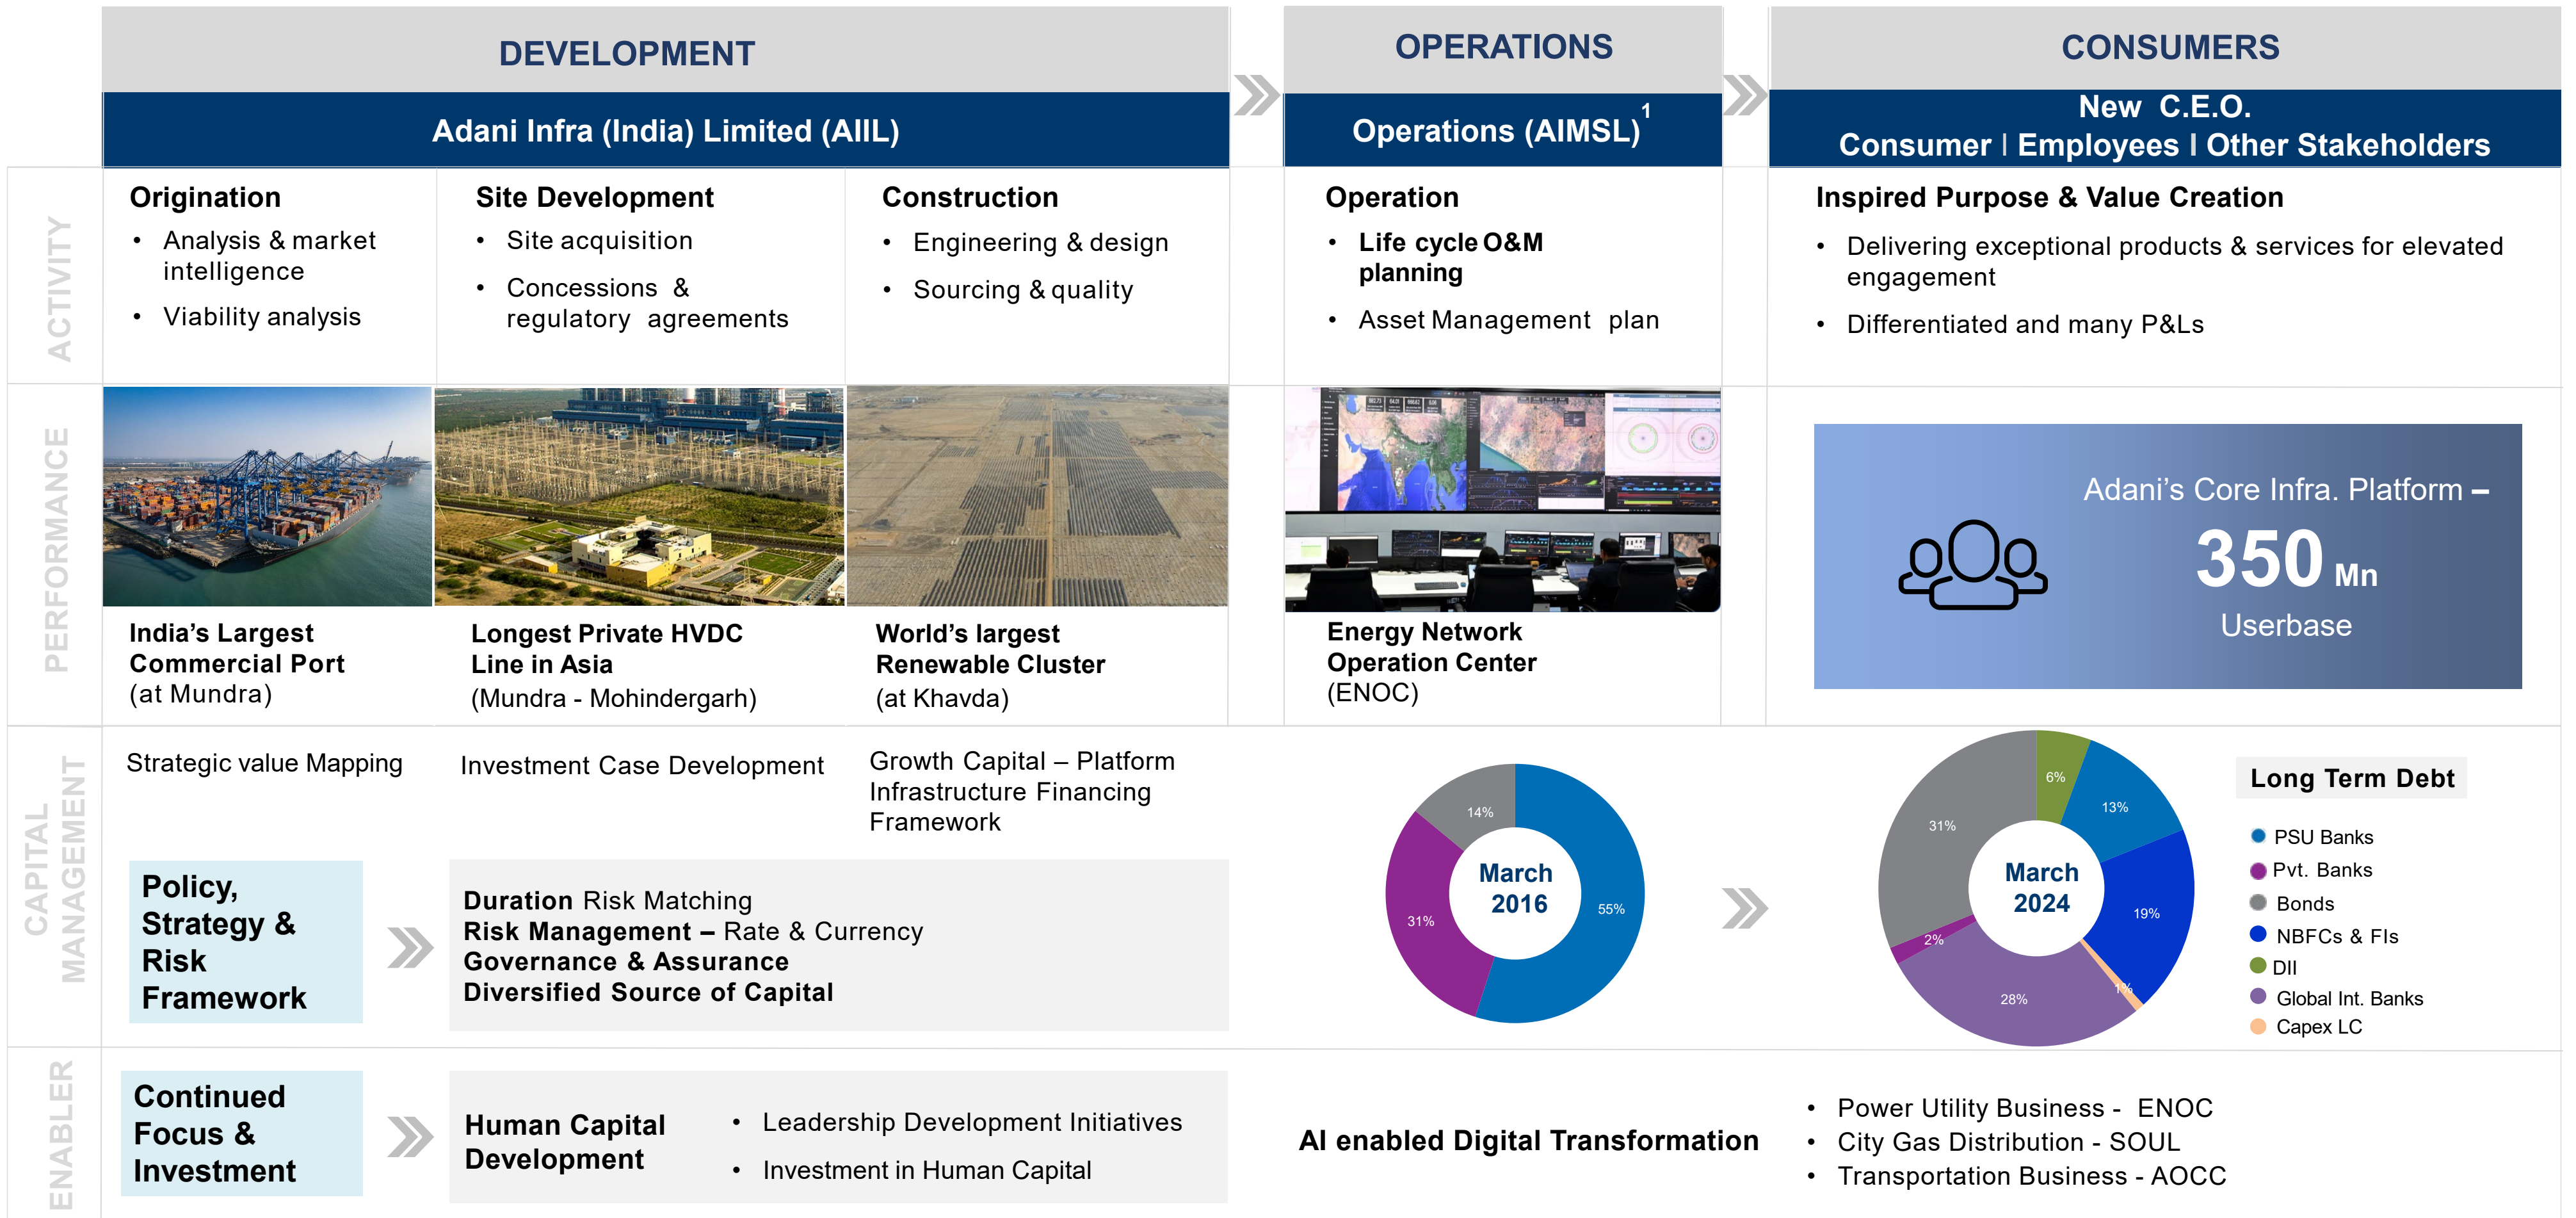 DEVELOPMENT
OPERATIONS
CONSUMERS
Adani Infra (India) Limited (AIIL)
Operations (AIMSL)1
New C.E.O.
Consumer | Employees | Other Stakeholders
ACTIVITY
Origination
• Analysis & market
intelligence
• Viability analysis
Site Development
• Site acquisition
• Concessions &
regulatory agreements
Construction
• Engineering & design
• Sourcing & quality
Operation
• Life cycle O&M
planning
• Asset Management plan
Inspired Purpose & Value Creation
• Delivering exceptional products & services for elevated
engagement
• Differentiated and many P&Ls
PERFORMANCE
India's Largest
Commercial Port
(at Mundra)
Longest Private HVDC
Line in Asia
(Mundra - Mohindergarh)
World's largest
Renewable Cluster
(at Khavda)
Energy Network
Operation Center
(ENOC)
Adani's Core Infra. Platform –
350 Mn
Userbase
CAPITAL
MANAGEMENT
Strategic value Mapping
Investment Case Development
Growth Capital – Platform
Infrastructure Financing
Framework
Policy,
Strategy &
Risk
Framework
Duration Risk Matching
Risk Management – Rate & Currency
Governance & Assurance
Diversified Source of Capital
14%
31%
55%
March
2016
6%
13%
31%
19%
2%
1%
28%
March
2024
Long Term Debt
PSU Banks
Pvt. Banks
Bonds
NBFCs & FIs
DII
Global Int. Banks
Capex LC
ENABLER
Continued
Focus &
Investment
Human Capital
Development
• Leadership Development Initiatives
• Investment in Human Capital
AI enabled Digital Transformation
• Power Utility Business - ENOC
• City Gas Distribution - SOUL
• Transportation Business - AOCC